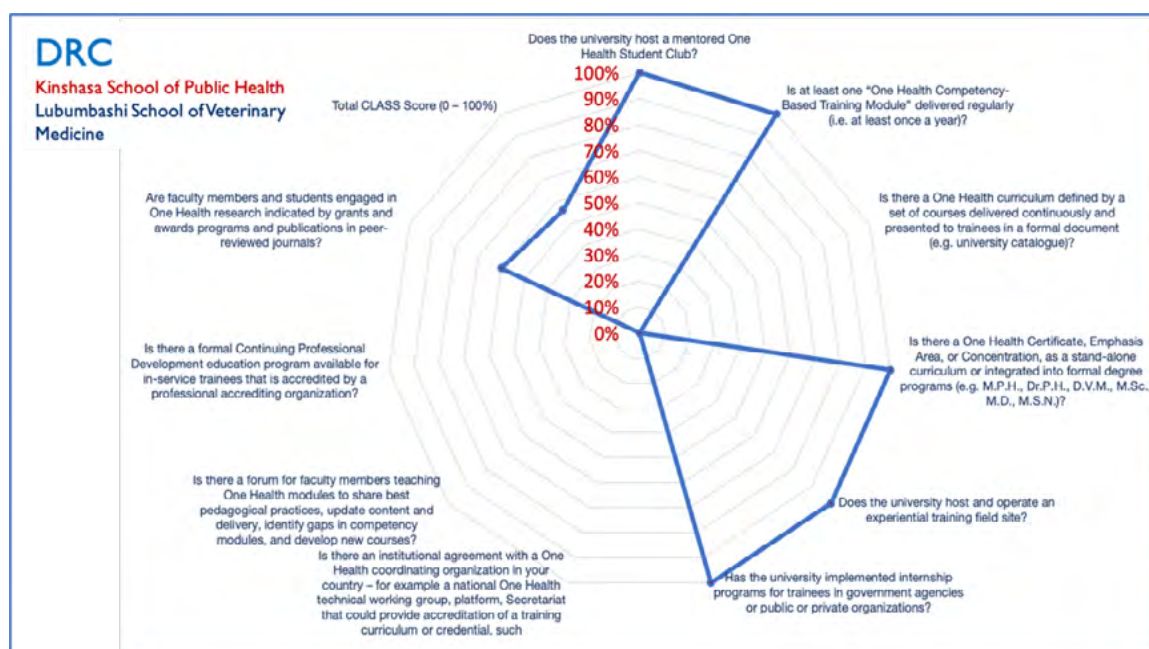 DRC
Kinshasa School of Public Health
Lubumbashi School of Veterinary
Medicine
Does the university host a mentored One
Health Student Club?
100%
90%
80%
70%
60%
50%
40%
30%
20%
10%
0%
Is at least one "One Health Competency-
Based Training Module" delivered regularly
(i.e. at least once a year)?
Is there a One Health curriculum defined by a
set of courses delivered continuously and
presented to trainees in a formal document
(e.g. university catalogue)?
Is there a One Health Certificate, Emphasis
Area, or Concentration, as a stand-alone
curriculum or integrated into formal degree
programs (e.g. M.P.H., Dr.P.H., D.V.M., M.Sc.,
M.D., M.S.N.)?
Does the university host and operate an
experiential training field site?
Has the university implemented internship
programs for trainees in government agencies
or public or private organizations?
Is there an institutional agreement with a One
Health coordinating organization in your
country – for example a national One Health
technical working group, platform, Secretariat
that could provide accreditation of a training
curriculum or credential, such
Is there a forum for faculty members teaching
One Health modules to share best
pedagogical practices, update content and
delivery, identify gaps in competency
modules, and develop new courses?
Is there a formal Continuing Professional
Development education program available for
in-service trainees that is accredited by a
professional accrediting organization?
Are faculty members and students engaged in
One Health research indicated by grants and
awards programs and publications in peer-
reviewed journals?
Total CLASS Score (0 – 100%)